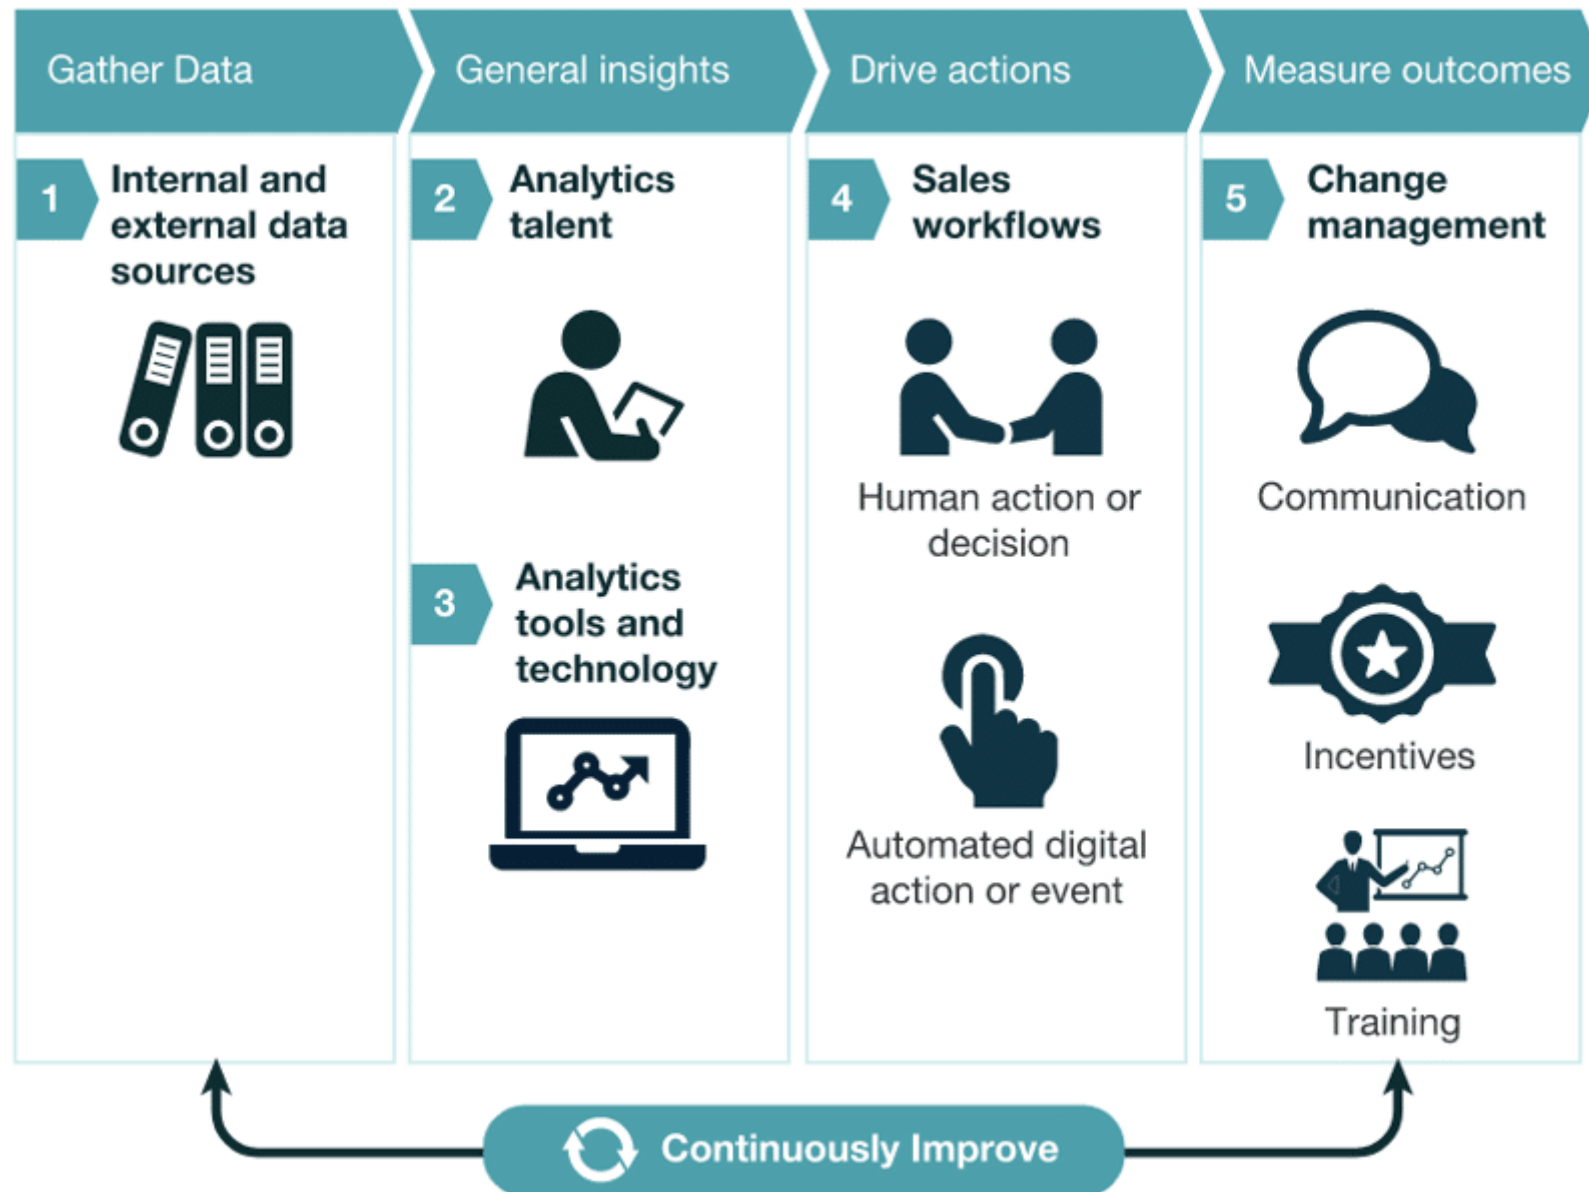 Gather Data
General insights
Drive actions
Measure outcomes
1
Internal and
external data
sources
2
Analytics
talent
3
Analytics
tools and
technology
4
Sales
workflows
Human action or
decision
Automated digital
action or event
5
Change
management
Communication
Incentives
Training
Continuously Improve